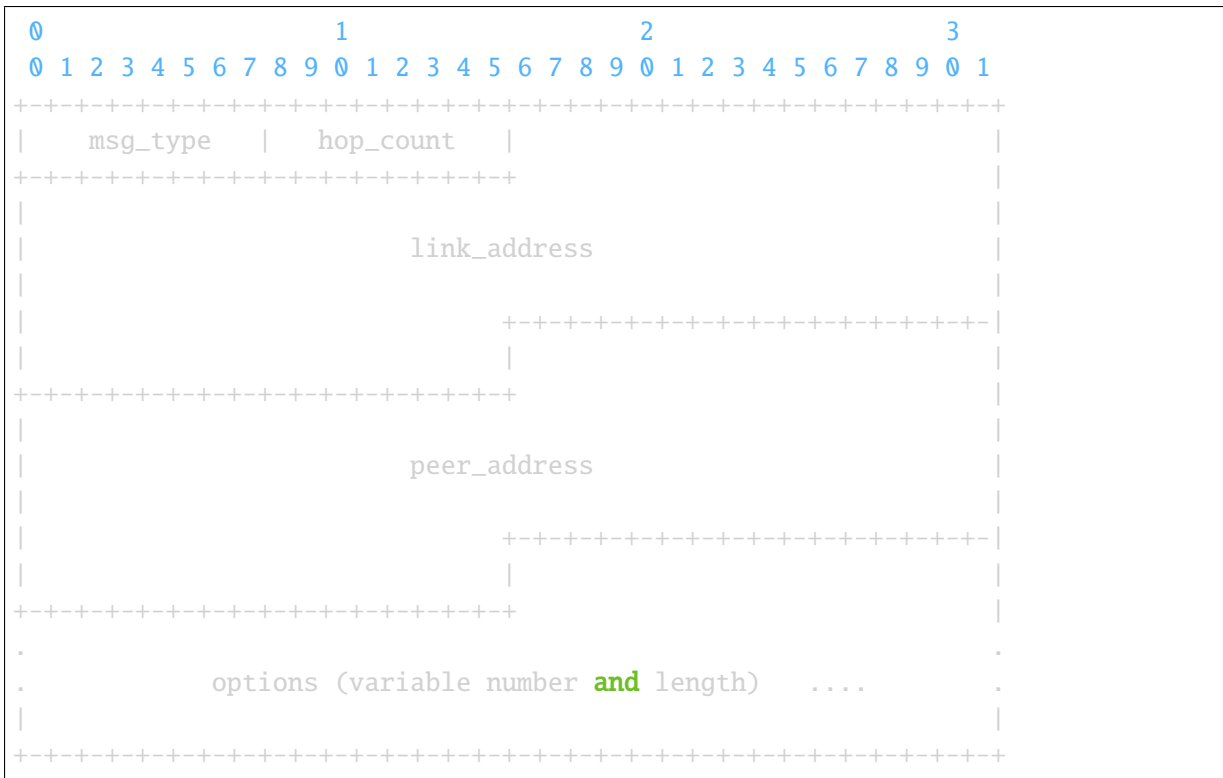 0                   1                   2                   3
 0 1 2 3 4 5 6 7 8 9 0 1 2 3 4 5 6 7 8 9 0 1 2 3 4 5 6 7 8 9 0 1
+-+-+-+-+-+-+-+-+-+-+-+-+-+-+-+-+-+-+-+-+-+-+-+-+-+-+-+-+-+-+-+-+
|    msg_type   |   hop_count   |                               |
+-+-+-+-+-+-+-+-+-+-+-+-+-+-+-+-+                               |
|                                                               |
|                         link_address                          |
|                                                               |
|                               +-+-+-+-+-+-+-+-+-+-+-+-+-+-+-+-|
|                               |                               |
+-+-+-+-+-+-+-+-+-+-+-+-+-+-+-+-+                               |
|                                                               |
|                         peer_address                          |
|                                                               |
|                               +-+-+-+-+-+-+-+-+-+-+-+-+-+-+-+-|
|                               |                               |
+-+-+-+-+-+-+-+-+-+-+-+-+-+-+-+-+                               |
.                                                               .
.            options (variable number and length)   ....        .
|                                                               |
+-+-+-+-+-+-+-+-+-+-+-+-+-+-+-+-+-+-+-+-+-+-+-+-+-+-+-+-+-+-+-+-+